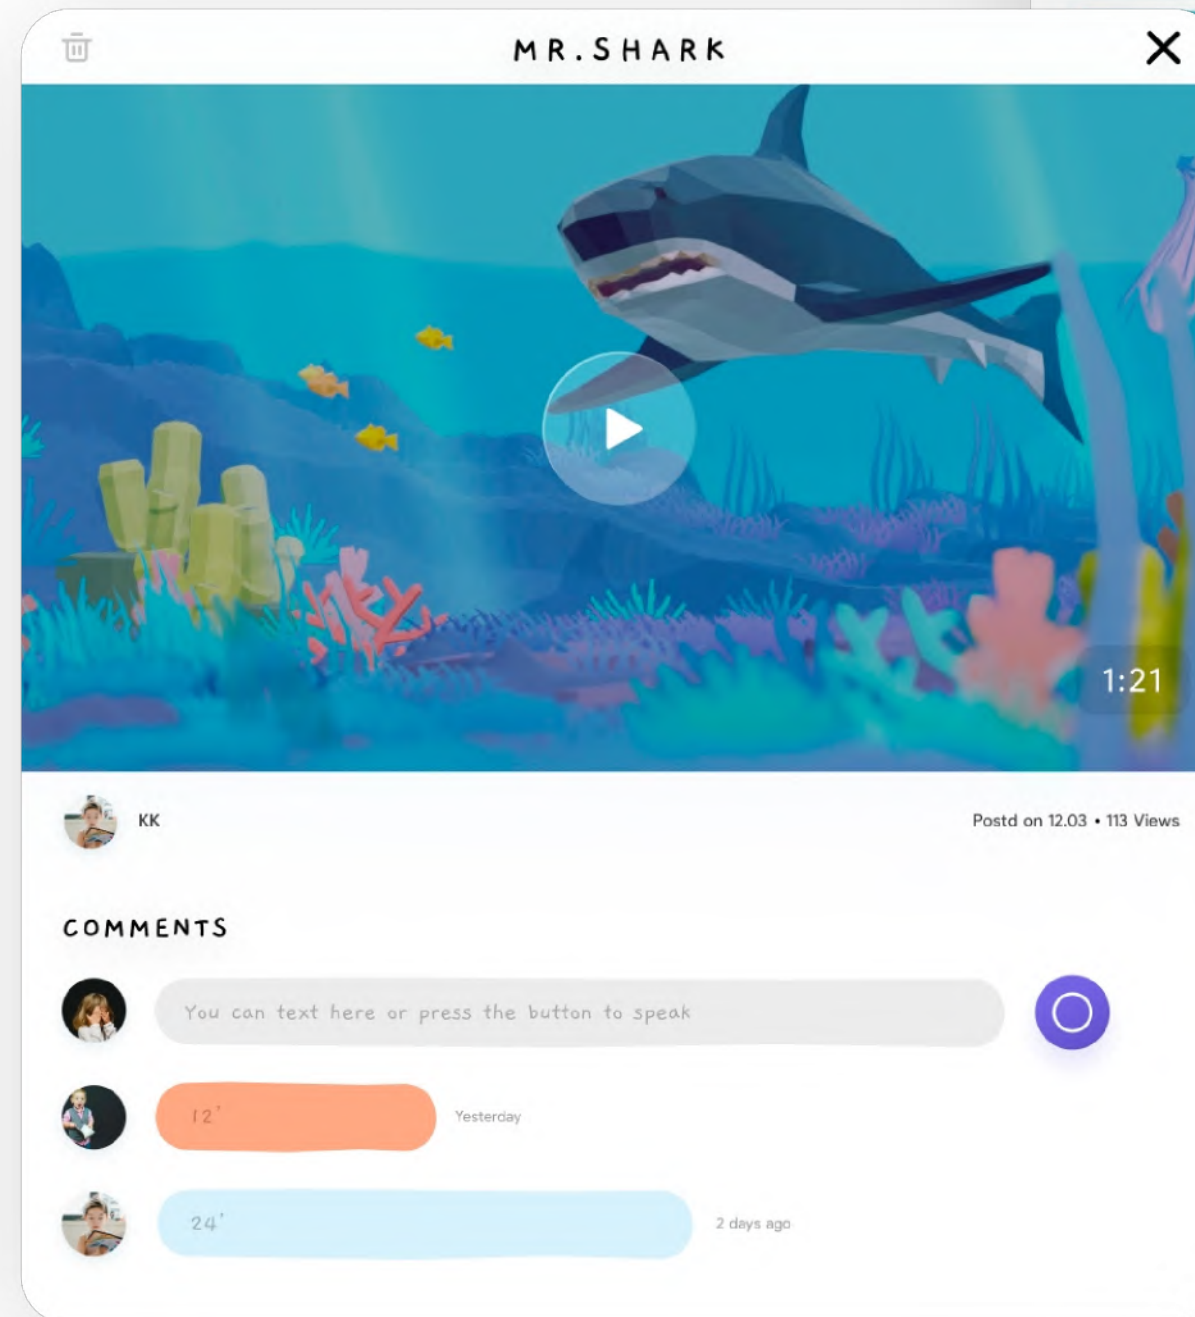 MR.SHARK
1:21
KK
Postd on 12.03 • 113 Views
COMMENTS
You can text here or press the button to speak
12'
Yesterday
24'
2 days ago